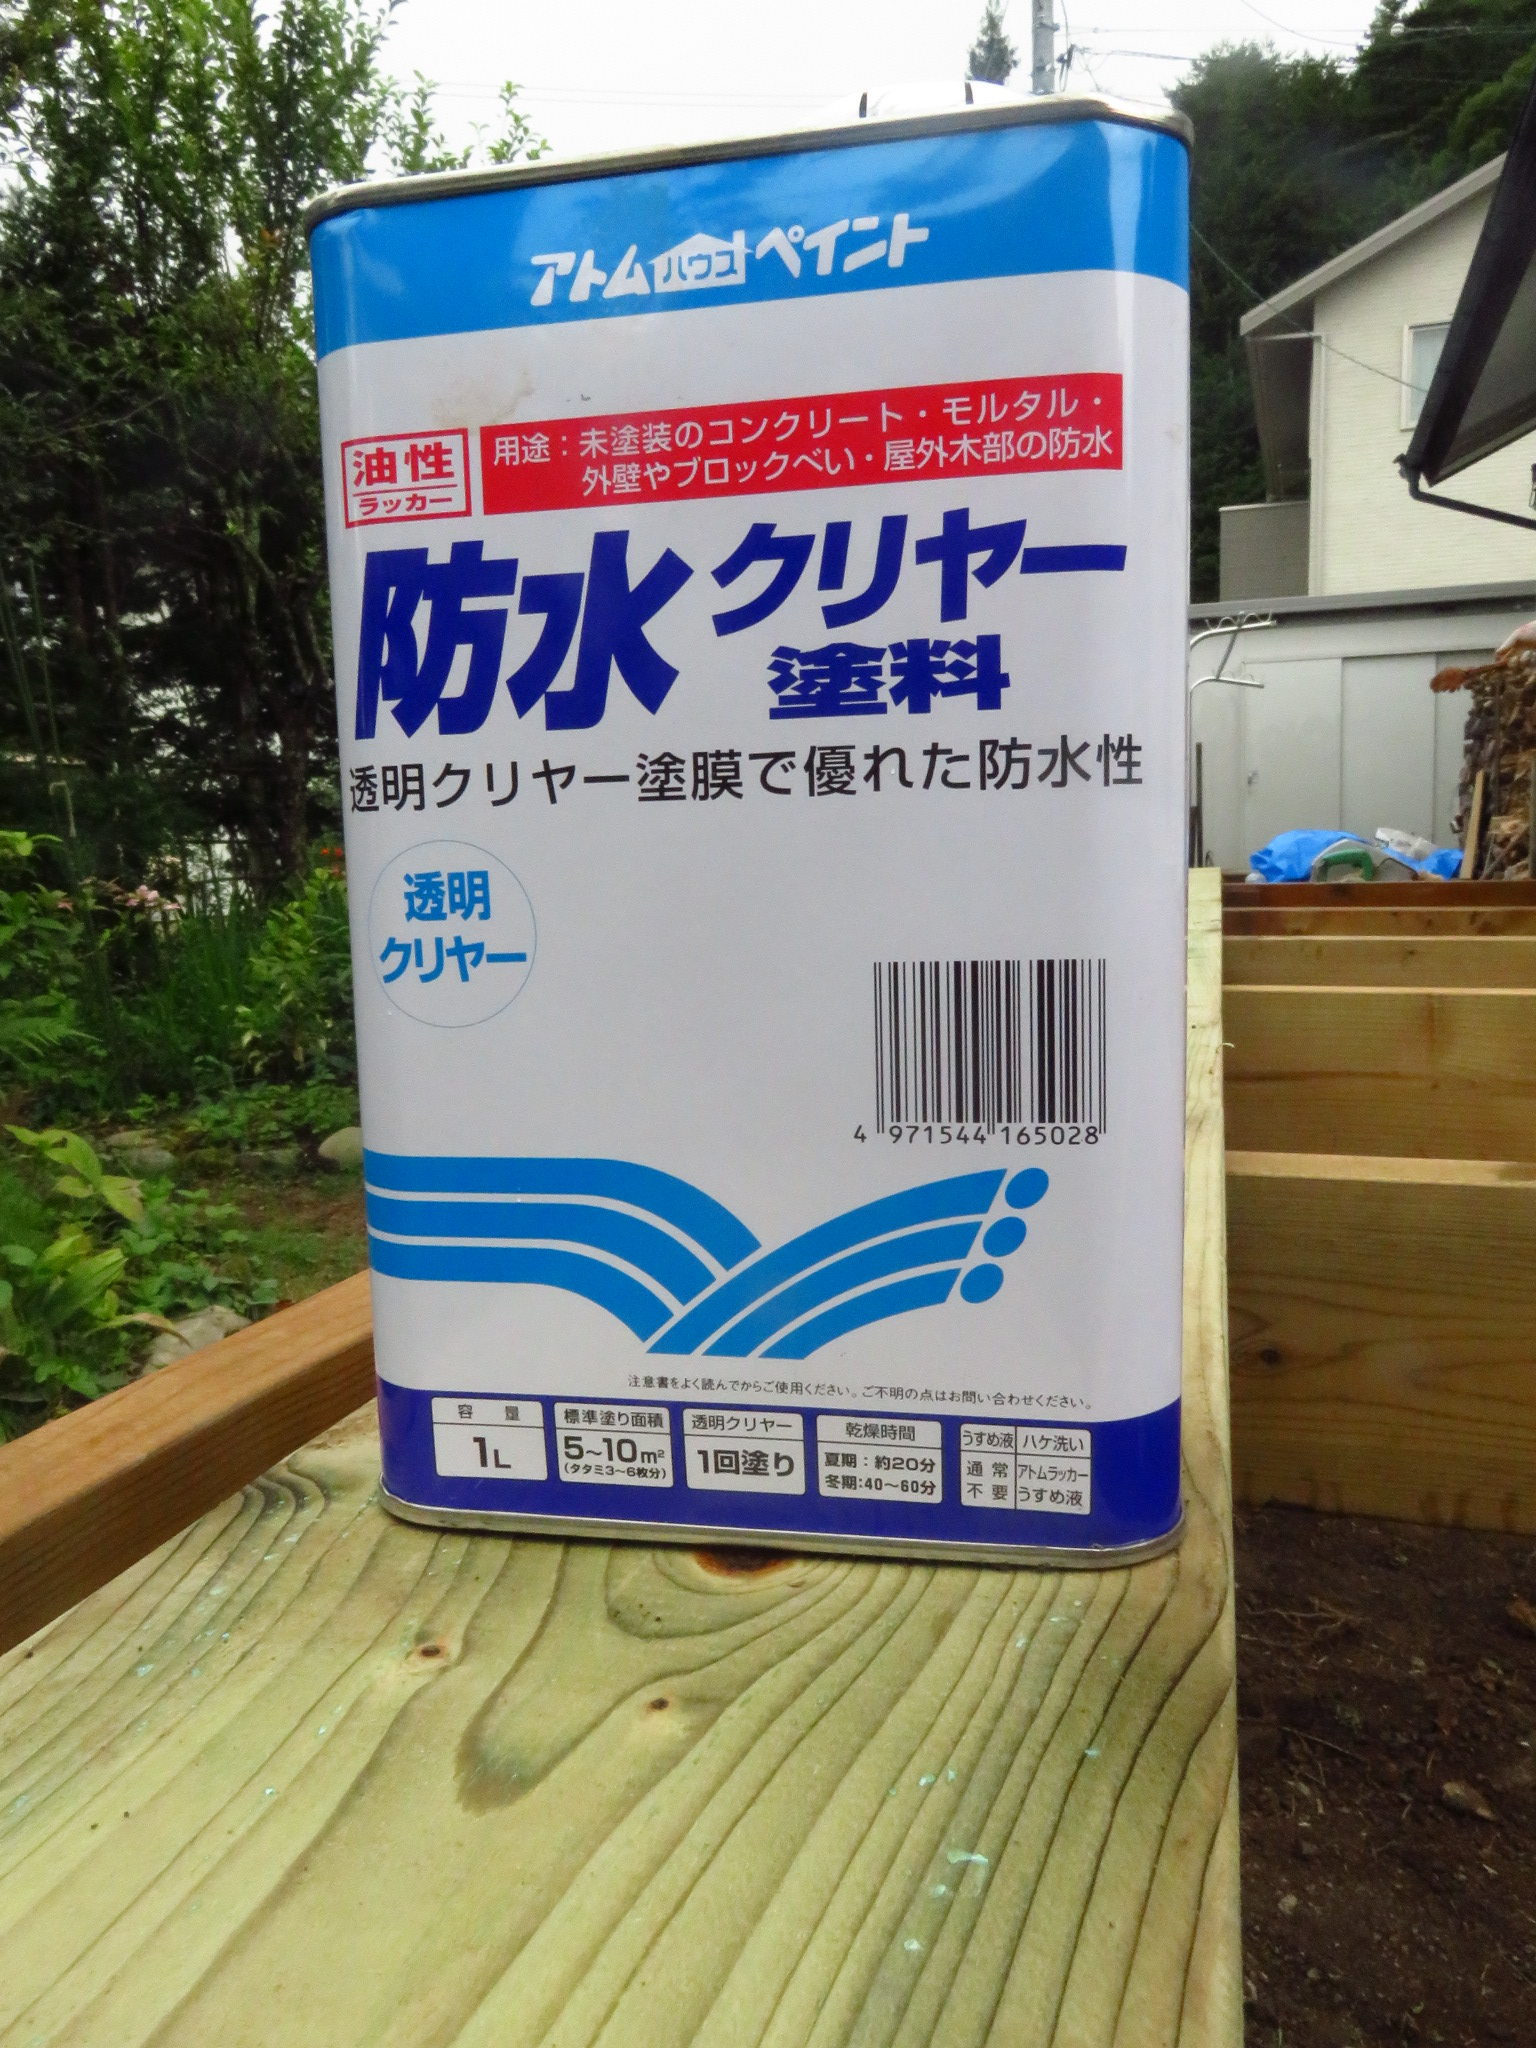 アトムハウスペイント
油性
ラッカー
用途：未塗装のコンクリート・モルタル・
外壁やブロックべい・屋外木部の防水
防水クリヤー
塗料
透明クリヤー塗膜で優れた防水性
透明
クリヤー
4 971544 165028
注意書をよく読んでからご使用ください。ご不明の点はお問い合わせください。
容量
1L
標準塗り面積
5～10m²
(タタミ3～6枚分)
透明クリヤー
1回塗り
乾燥時間
夏期：約20分
冬期：40～60分
うすめ液
通常
不要
ハケ洗い
アトムラッカー
うすめ液